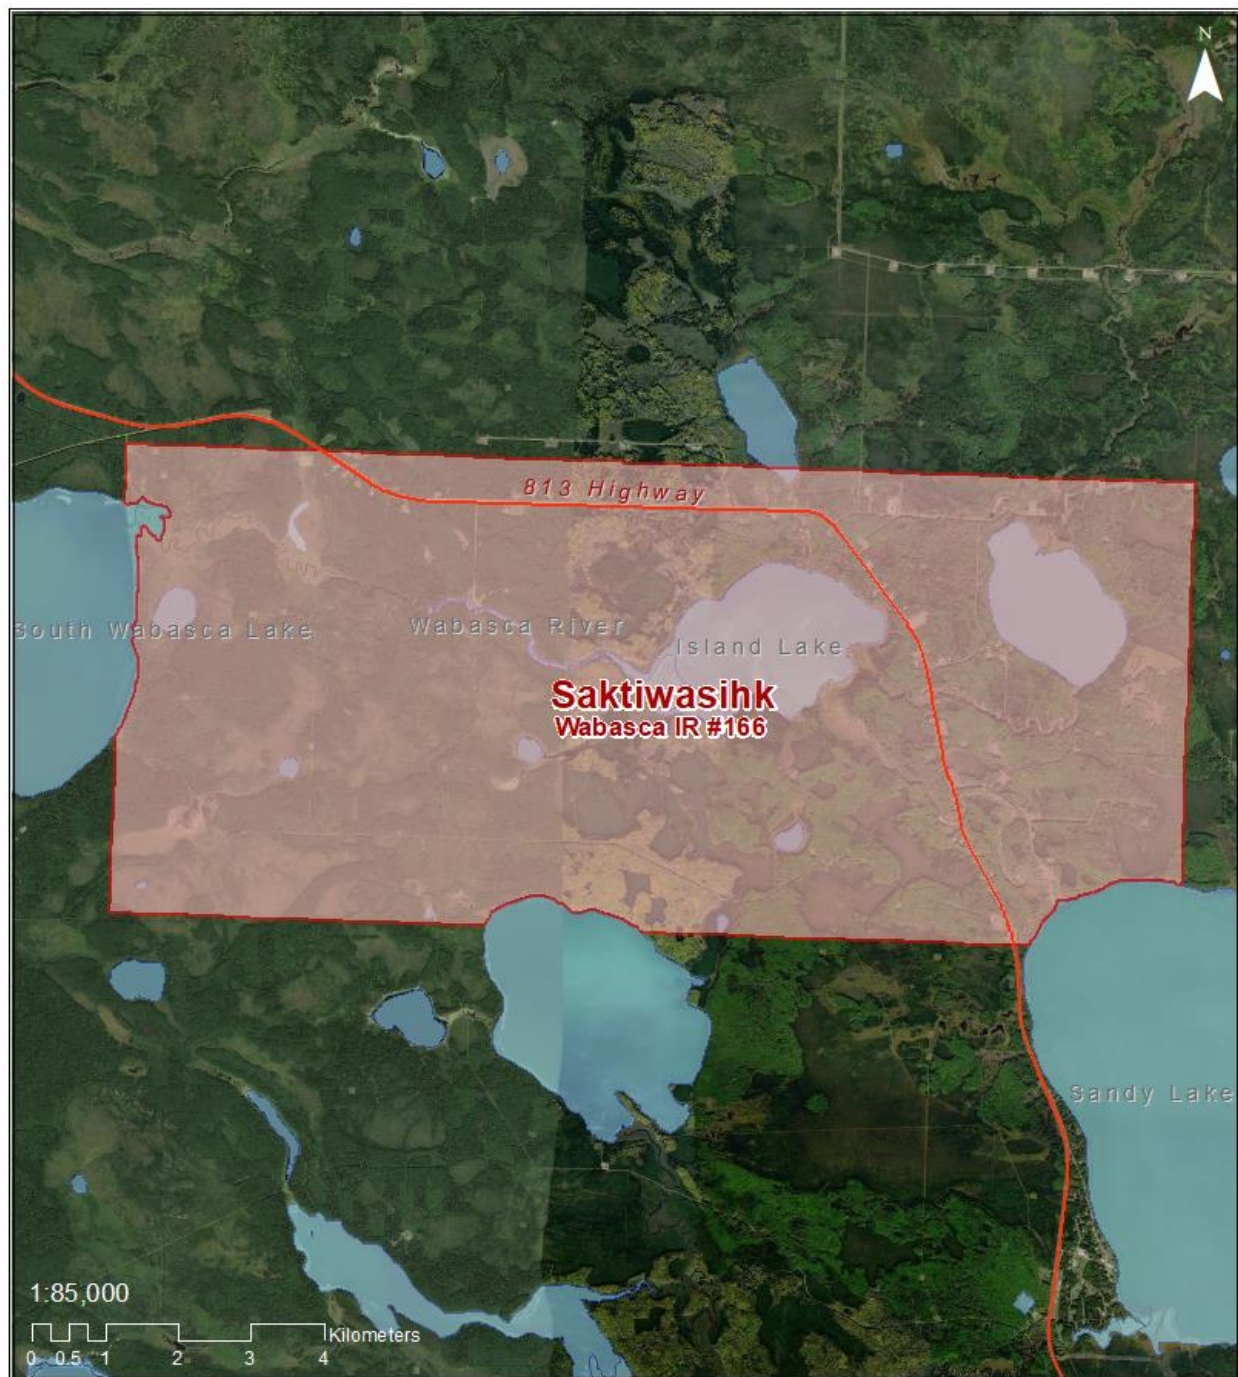 N
813 Highway
South Wabasca Lake
Wabasca River
Island Lake
Saktiwasihk
Wabasca IR #166
Sandy Lake
1:85,000
Kilometers
0 0.5 1 2 3 4